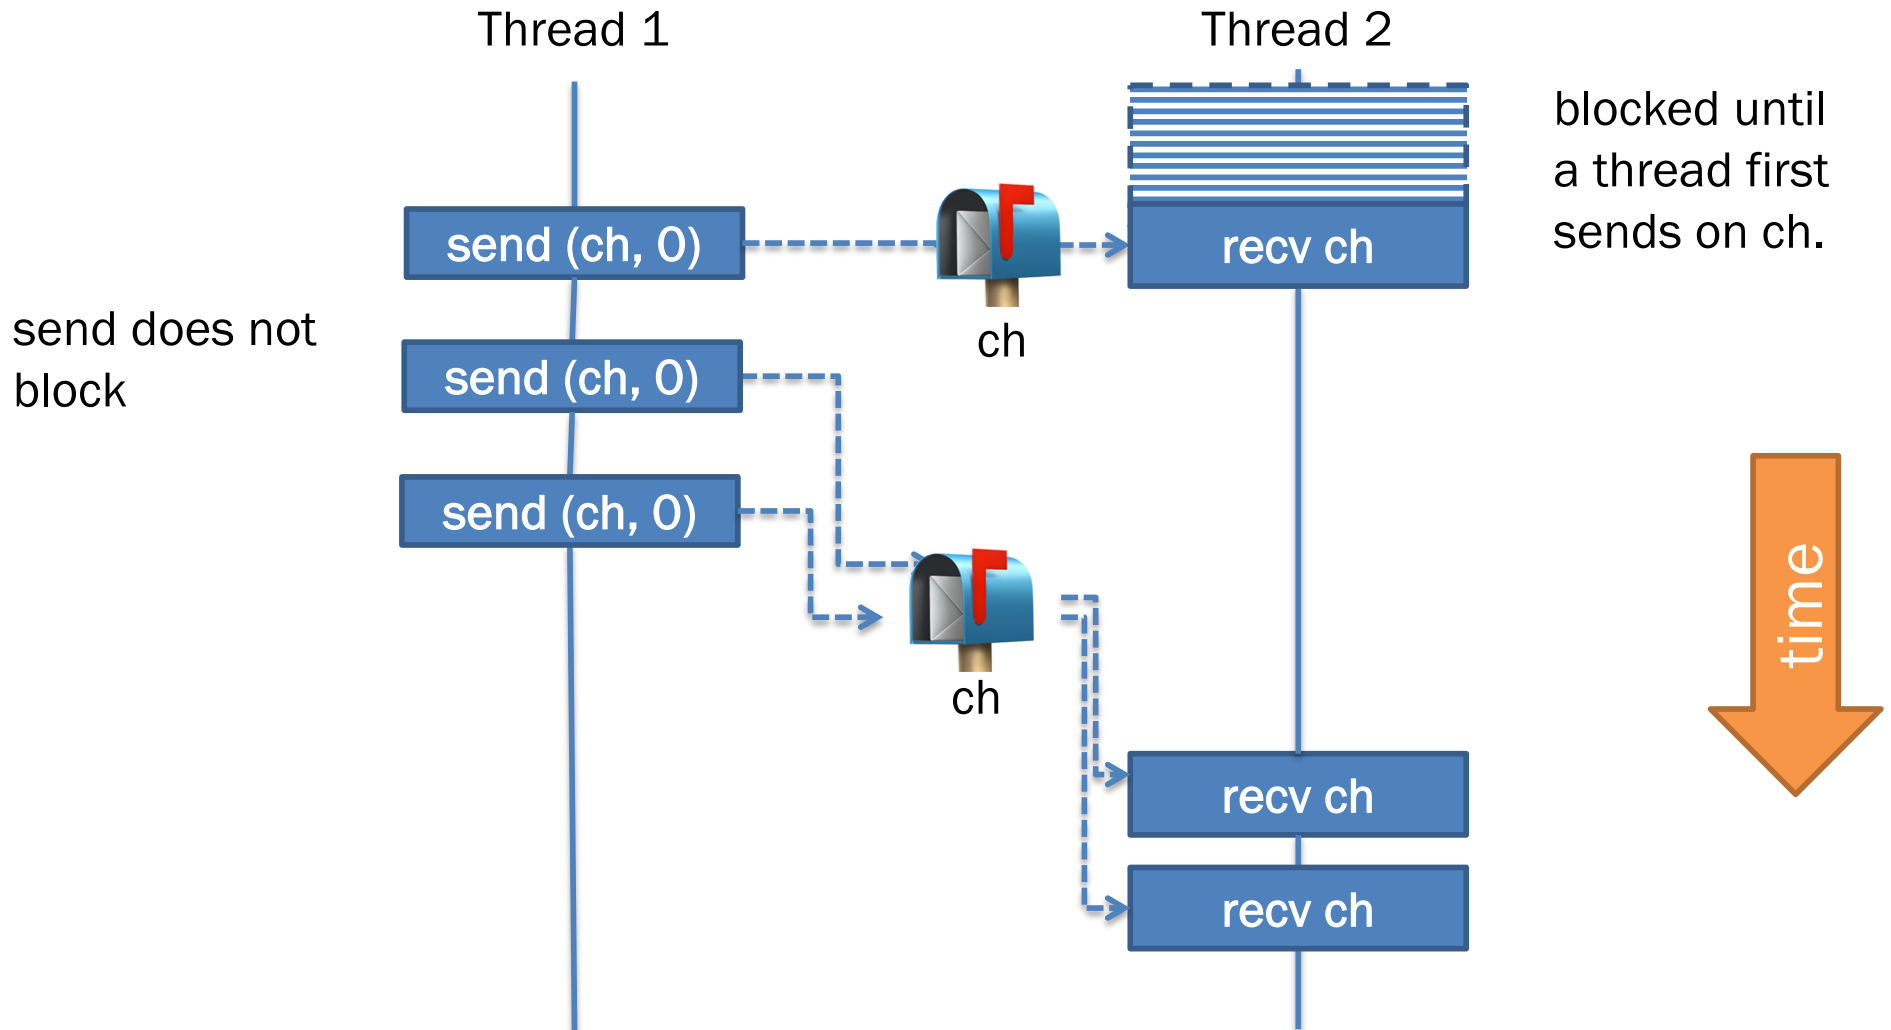 Thread 1
Thread 2
blocked until
a thread first
sends on ch.
send (ch, 0)
recv ch
ch
send does not
block
send (ch, 0)
send (ch, 0)
ch
time
recv ch
recv ch